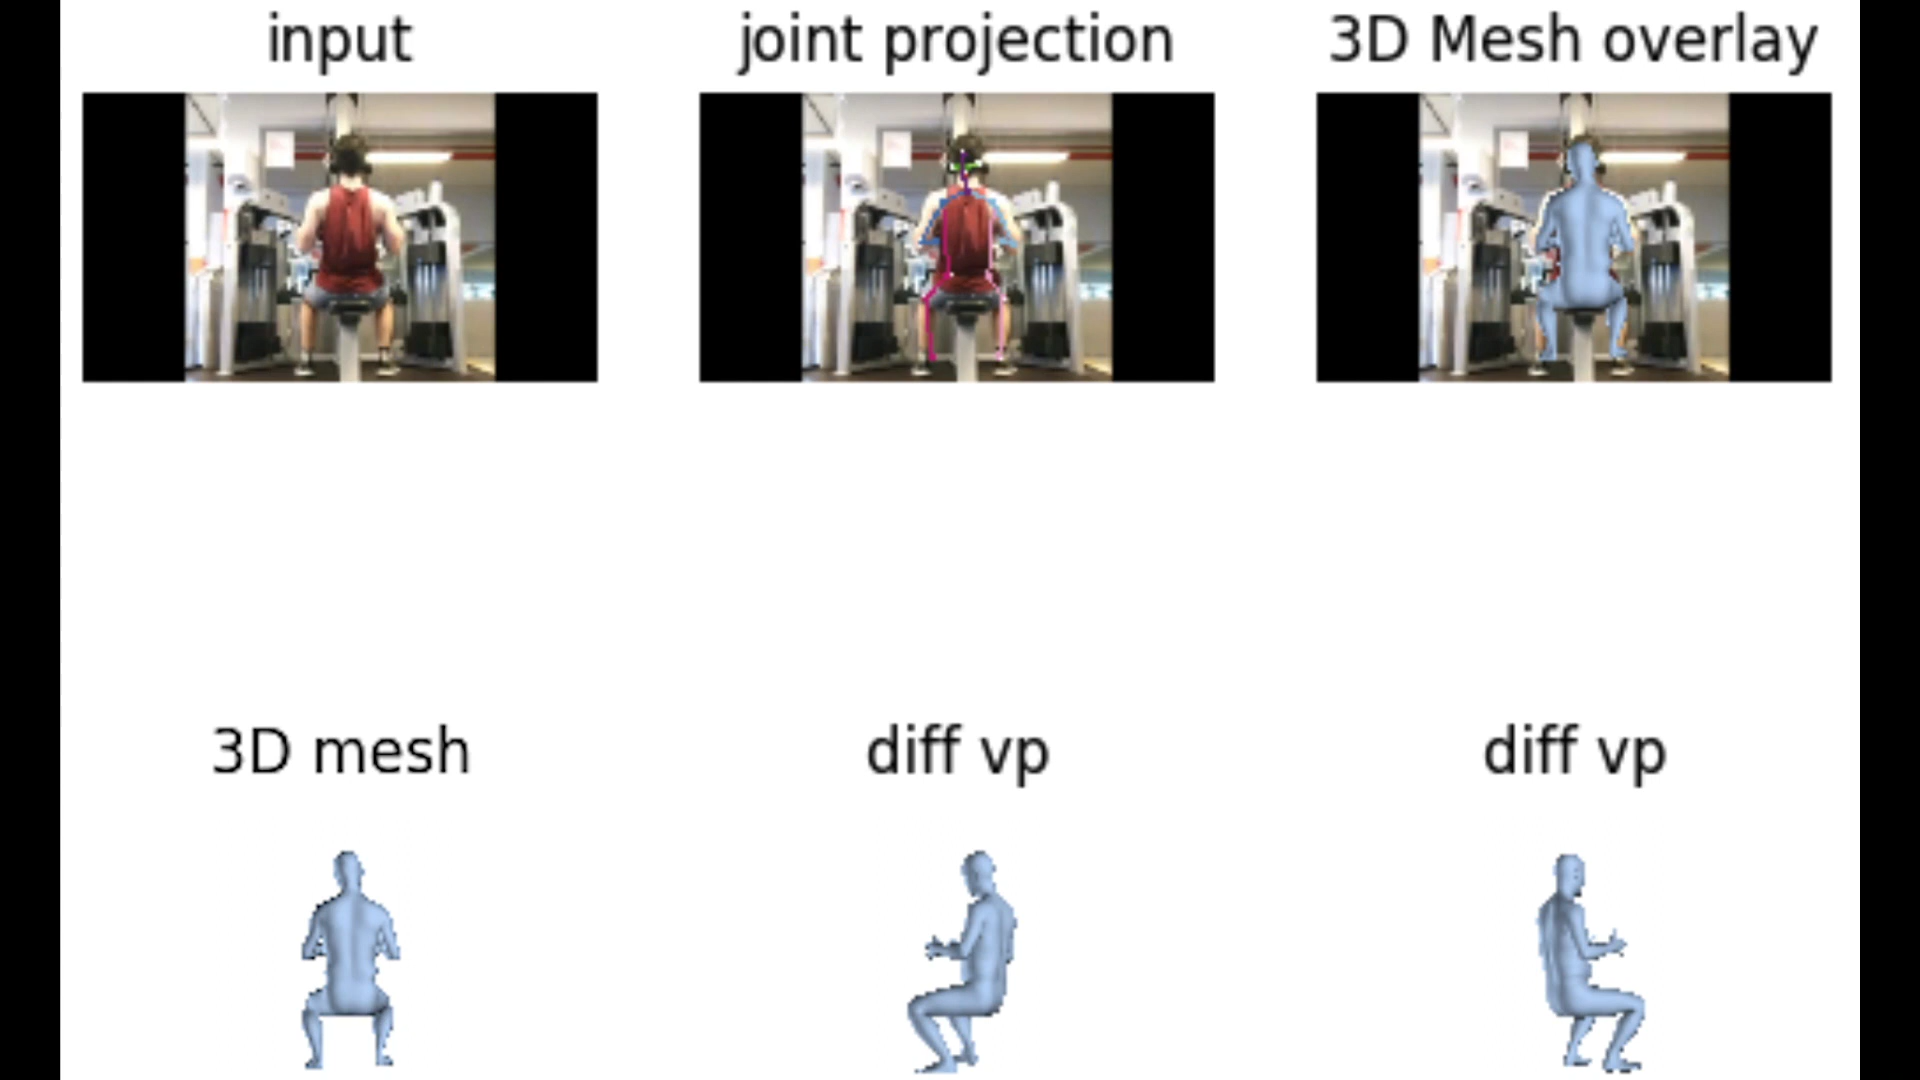 input
joint projection
3D Mesh overlay
3D mesh
diff vp
diff vp